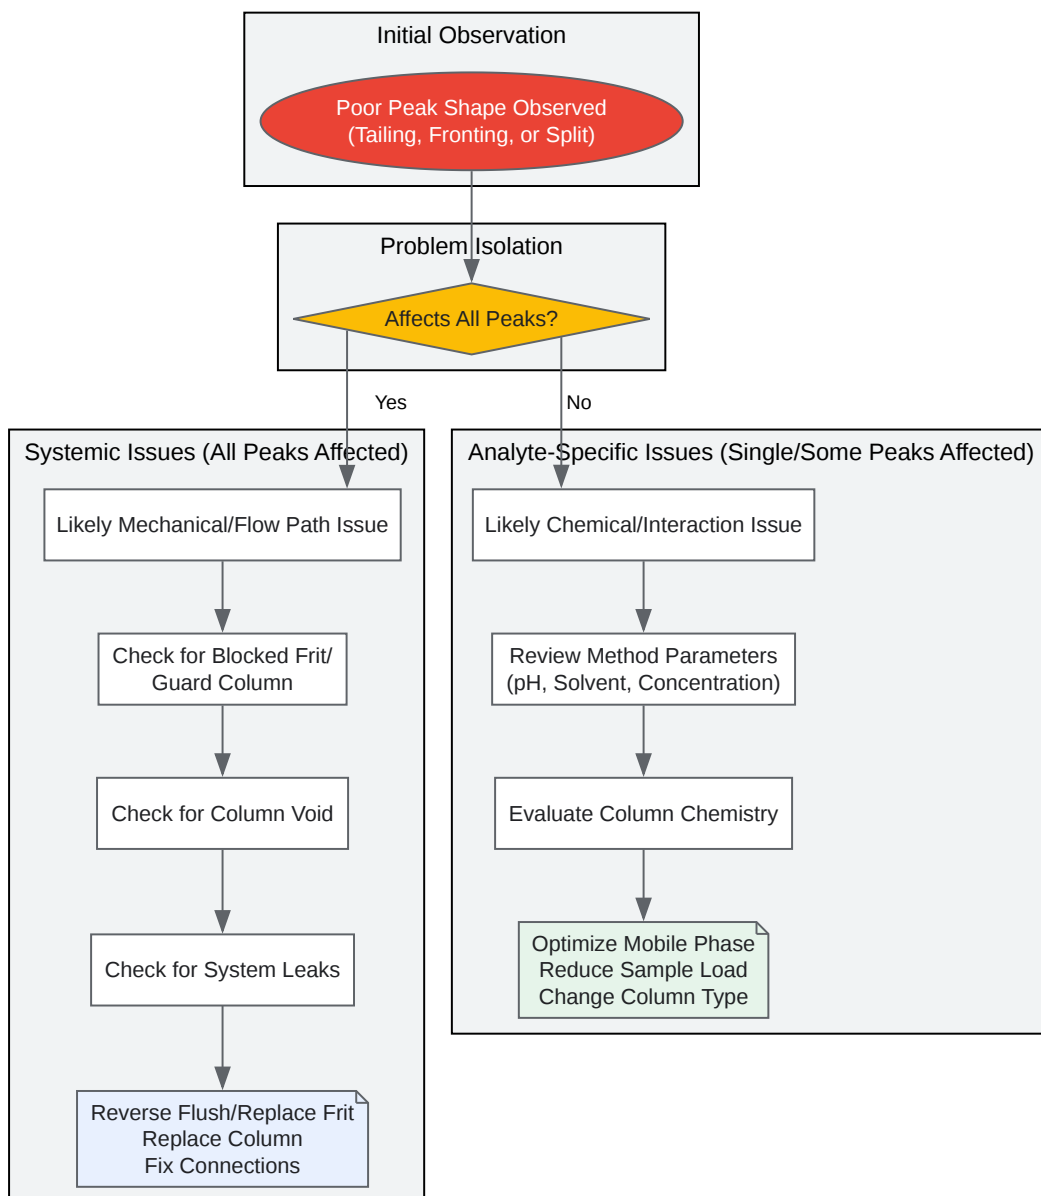 Initial Observation
Poor Peak Shape Observed
(Tailing, Fronting, or Split)
Problem Isolation
Affects All Peaks?
Yes
No
Systemic Issues (All Peaks Affected)
Likely Mechanical/Flow Path Issue
Check for Blocked Frit/
Guard Column
Check for Column Void
Check for System Leaks
Reverse Flush/Replace Frit
Replace Column
Fix Connections
Analyte-Specific Issues (Single/Some Peaks Affected)
Likely Chemical/Interaction Issue
Review Method Parameters
(pH, Solvent, Concentration)
Evaluate Column Chemistry
Optimize Mobile Phase
Reduce Sample Load
Change Column Type